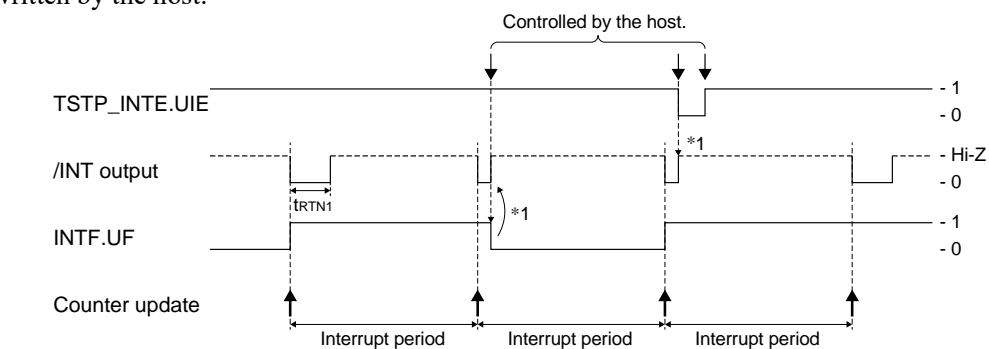 written by the host.
Controlled by the host.
TSTP_INTE.UIE
- 1
- 0
*1
/INT output
- Hi-Z
- 0
tRTN1
*1
INTF.UF
- 1
- 0
Counter update
Interrupt period
Interrupt period
Interrupt period